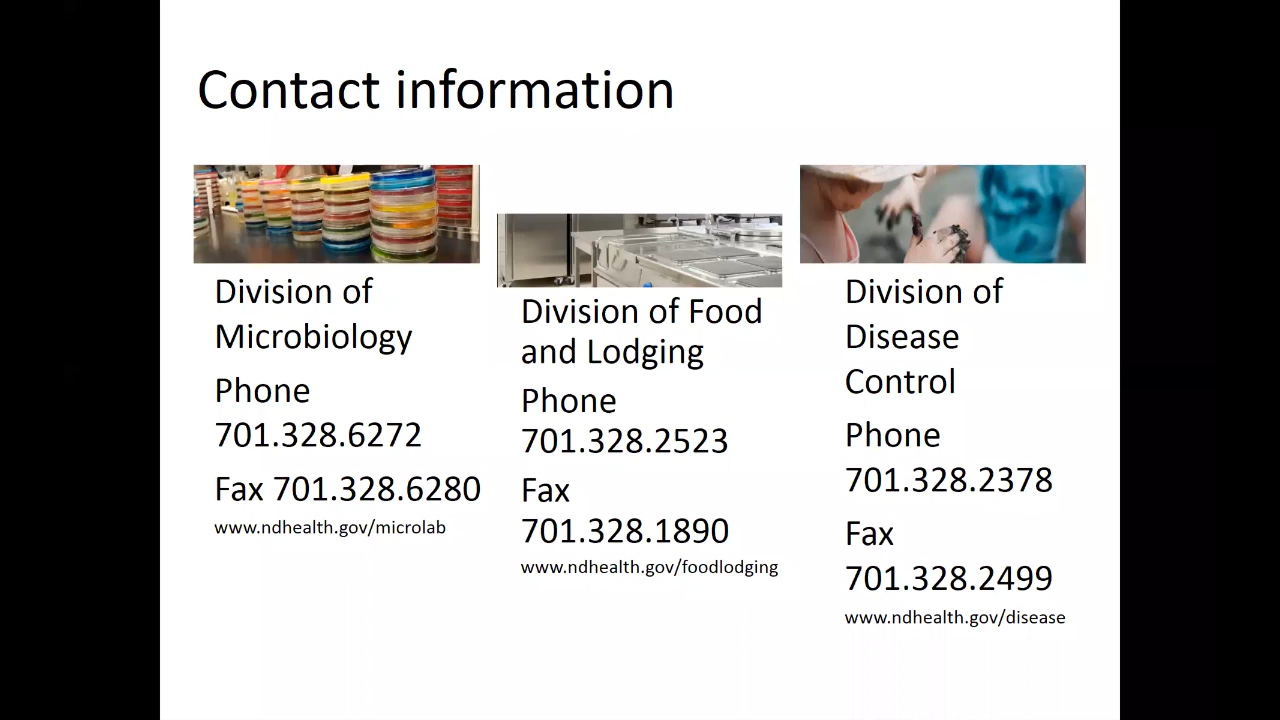 Contact information
Division of
Microbiology
Phone
701.328.6272
Fax 701.328.6280
www.ndhealth.gov/microlab
Division of Food
and Lodging
Phone
701.328.2523
Fax
701.328.1890
www.ndhealth.gov/foodlodging
Division of
Disease
Control
Phone
701.328.2378
Fax
701.328.2499
www.ndhealth.gov/disease